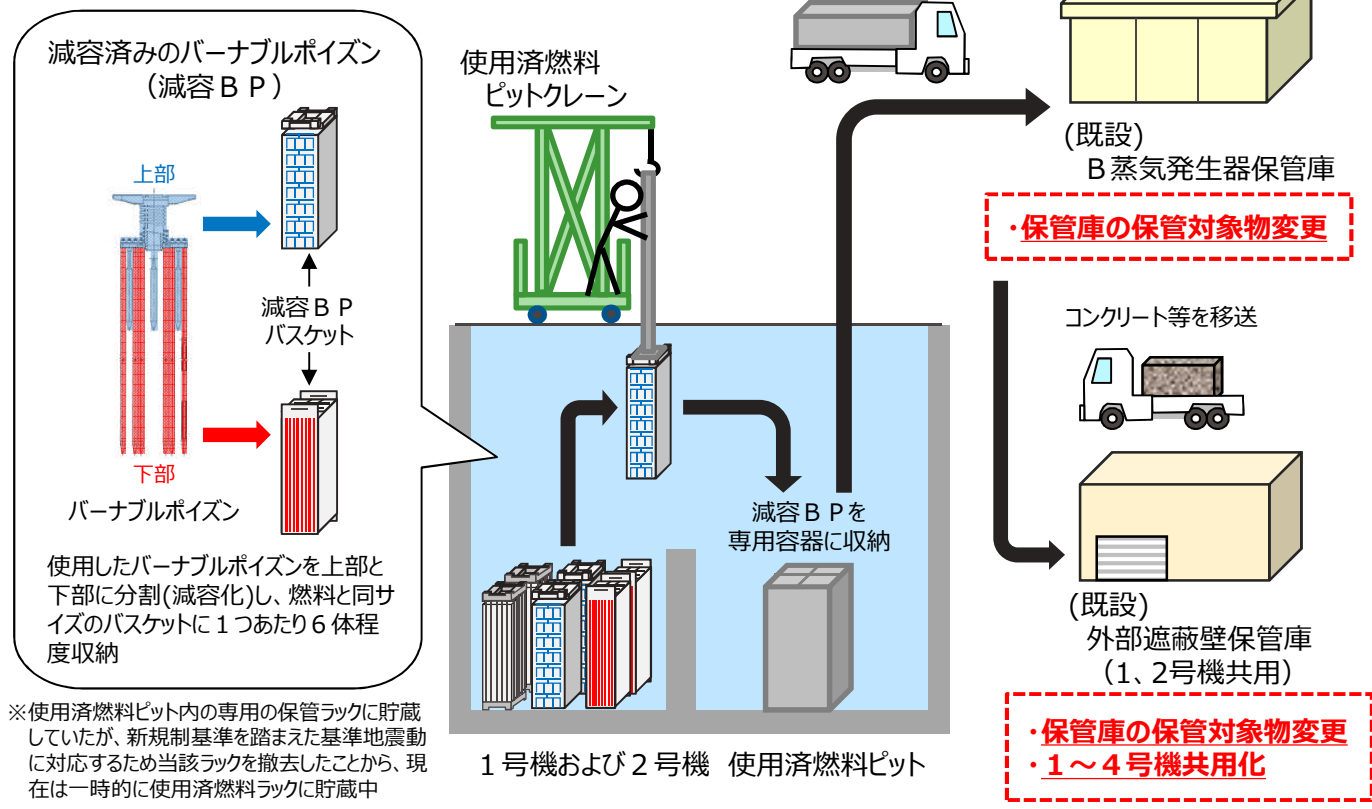 減容済みのバーナブルポイズン
（減容ＢＰ）
上部
減容ＢＰ
バスケット
下部
バーナブルポイズン
使用したバーナブルポイズンを上部と
下部に分割(減容化)し、燃料と同サ
イズのバスケットに１つあたり６体程
度収納
※使用済燃料ピット内の専用の保管ラックに貯蔵
していたが、新規制基準を踏まえた基準地震動
に対応するため当該ラックを撤去したことから、現
在は一時的に使用済燃料ラックに貯蔵中
使用済燃料
ピットクレーン
減容ＢＰを
専用容器に収納
１号機および２号機 使用済燃料ピット
(既設)
Ｂ蒸気発生器保管庫
・保管庫の保管対象物変更
コンクリート等を移送
(既設)
外部遮蔽壁保管庫
（1、2号機共用）
・保管庫の保管対象物変更
・１～４号機共用化